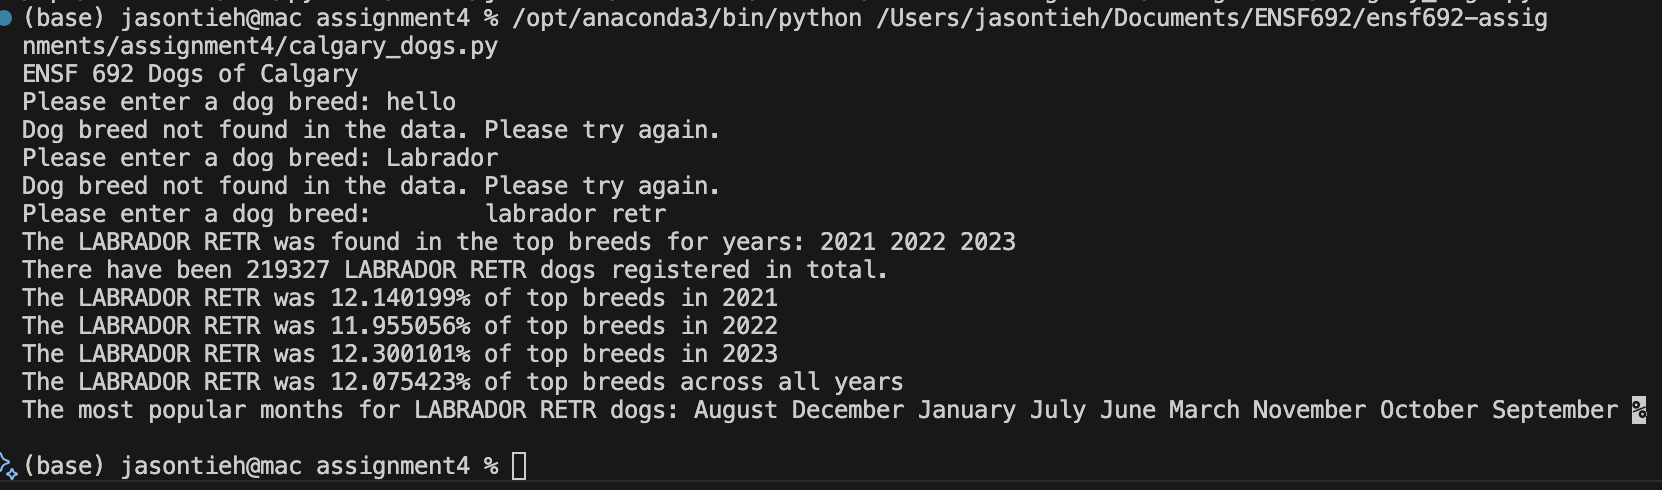 (base) jasontieh@mac assignment4 % /opt/anaconda3/bin/python /Users/jasontieh/Documents/ENSF692/ensf692-assig
nments/assignment4/calgary_dogs.py
ENSF 692 Dogs of Calgary
Please enter a dog breed: hello
Dog breed not found in the data. Please try again.
Please enter a dog breed: Labrador
Dog breed not found in the data. Please try again.
Please enter a dog breed:        labrador retr
The LABRADOR RETR was found in the top breeds for years: 2021 2022 2023
There have been 219327 LABRADOR RETR dogs registered in total.
The LABRADOR RETR was 12.140199% of top breeds in 2021
The LABRADOR RETR was 11.955056% of top breeds in 2022
The LABRADOR RETR was 12.300101% of top breeds in 2023
The LABRADOR RETR was 12.075423% of top breeds across all years
The most popular months for LABRADOR RETR dogs: August December January July June March November October September %
(base) jasontieh@mac assignment4 %